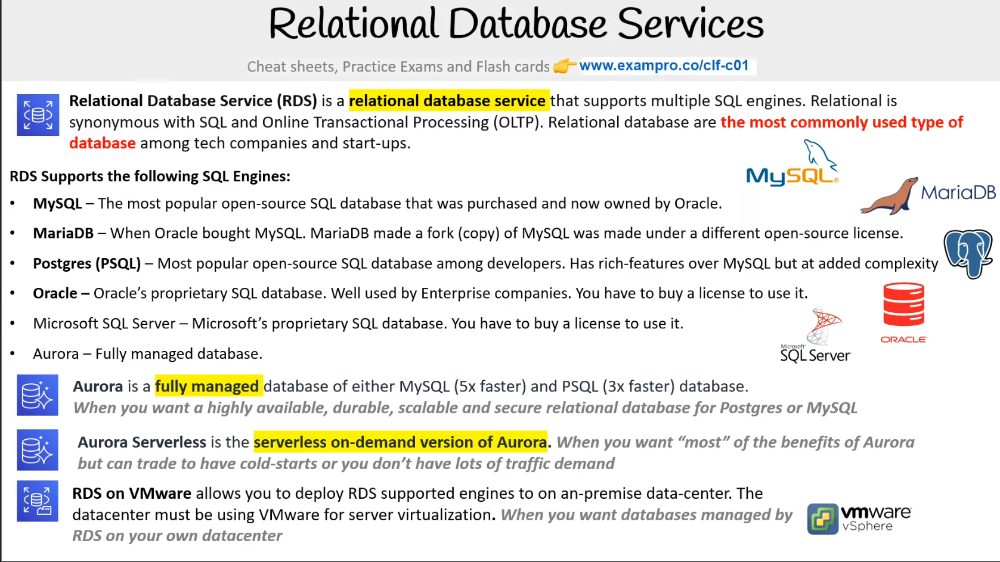 Relational Database Services
Cheat sheets, Practice Exams and Flash cards 👉 www.exampro.co/clf-c01
Relational Database Service (RDS) is a relational database service that supports multiple SQL engines. Relational is
synonymous with SQL and Online Transactional Processing (OLTP). Relational database are the most commonly used type of
database among tech companies and start-ups.
MySQL®
RDS Supports the following SQL Engines:
MariaDB
• MySQL – The most popular open-source SQL database that was purchased and now owned by Oracle.
• MariaDB – When Oracle bought MySQL. MariaDB made a fork (copy) of MySQL was made under a different open-source license.
• Postgres (PSQL) – Most popular open-source SQL database among developers. Has rich-features over MySQL but at added complexity
• Oracle – Oracle's proprietary SQL database. Well used by Enterprise companies. You have to buy a license to use it.
• Microsoft SQL Server – Microsoft's proprietary SQL database. You have to buy a license to use it.
ORACLE
Microsoft®
SQL Server
• Aurora – Fully managed database.
Aurora is a fully managed database of either MySQL (5x faster) and PSQL (3x faster) database.
When you want a highly available, durable, scalable and secure relational database for Postgres or MySQL
Aurora Serverless is the serverless on-demand version of Aurora. When you want “most” of the benefits of Aurora
but can trade to have cold-starts or you don't have lots of traffic demand
RDS on VMware allows you to deploy RDS supported engines to on an-premise data-center. The
datacenter must be using VMware for server virtualization. When you want databases managed by
RDS on your own datacenter
vmware
vSphere